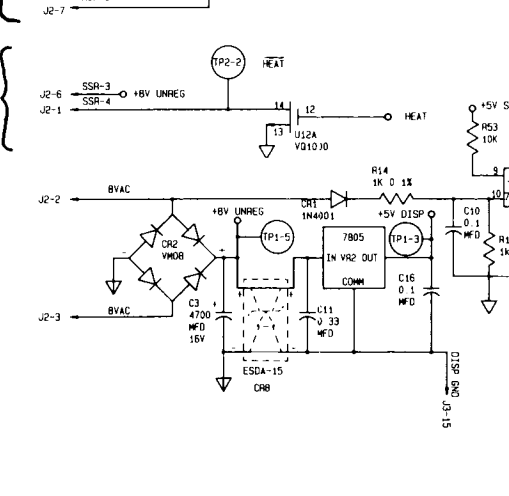 J2-7
TP2-2 HEAT
J2-6 SSR-3 +8V UNREG
J2-1 SSR-4
14 12 HEAT
13 U12A
VQ1000
+5V S
R53
10K
9
R14
1K 0.1%
J2-2 8VAC
CR1
1N4001
10
+8V UNREG
+5V DISP
C10
0.1
MFD
R1
1k
CR2
VM08
TP1-5
7805
IN VR2 OUT
COMM
TP1-3
C16
0.1
MFD
J2-3 8VAC
C3
4700
MFD
16V
C11
0.33
MFD
ESDA-15
CR8
DISP GND
J3-15